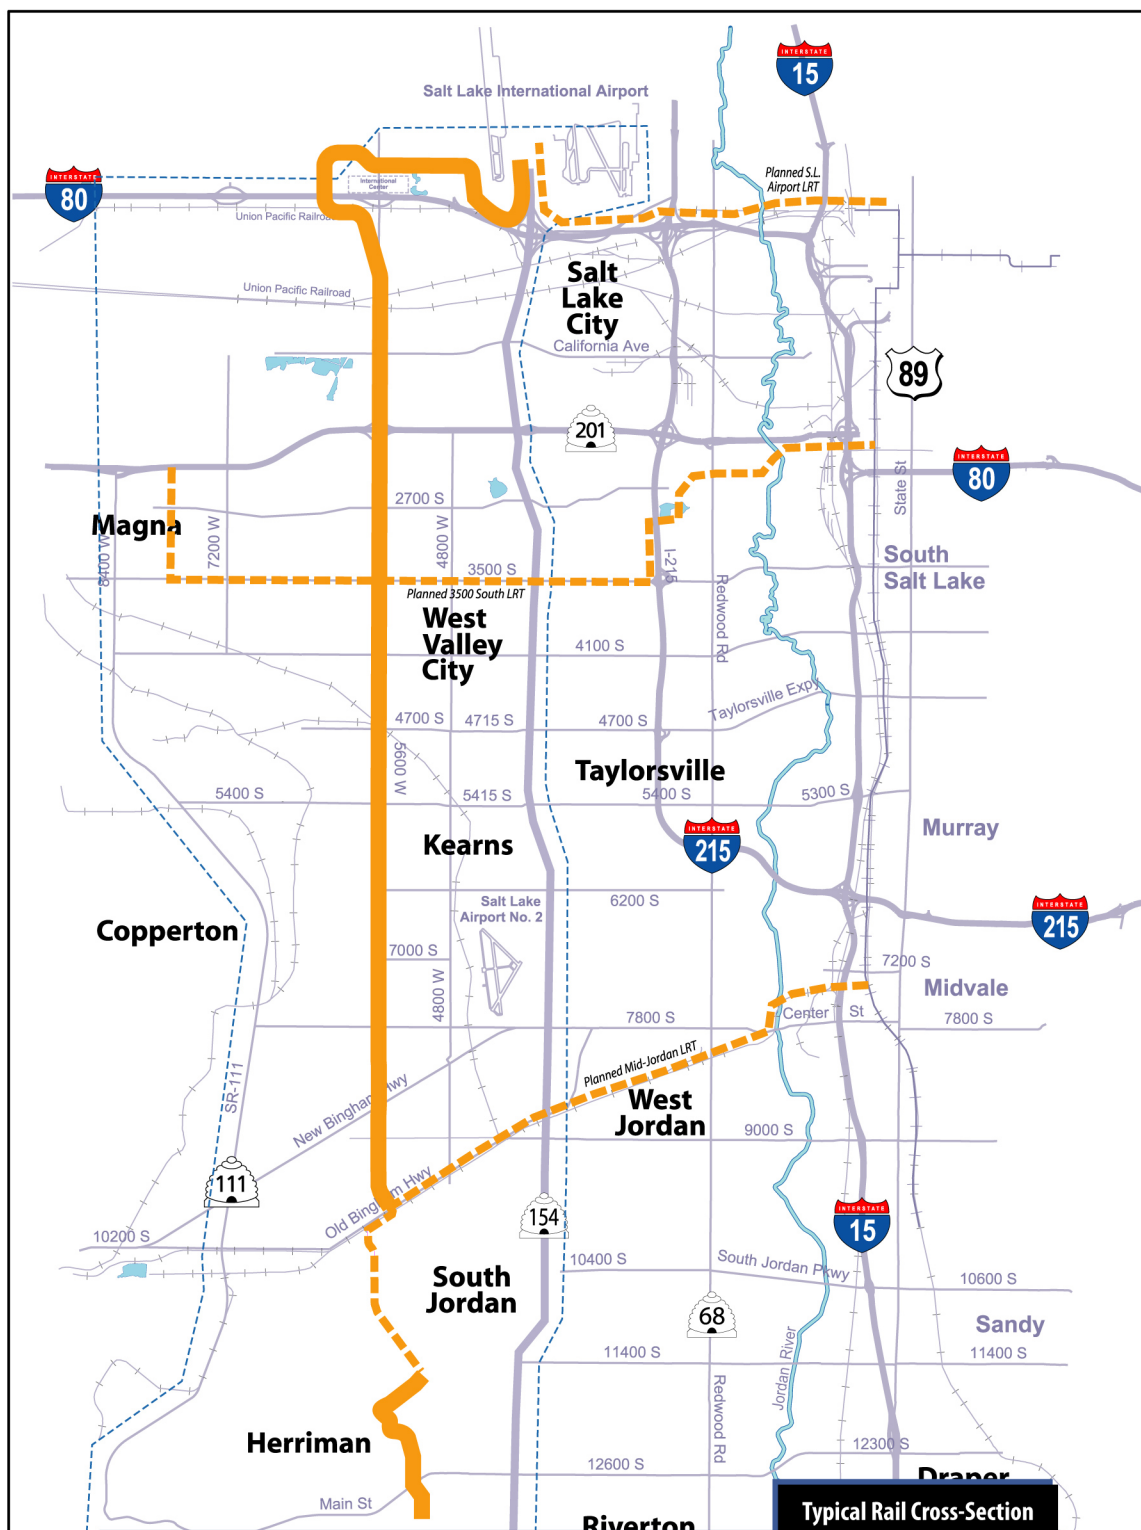 INTERSTATE
15
Salt Lake International Airport
INTERSTATE
80
International
Center
Planned S.L.
Airport LRT
Union Pacific Railroa
Union Pacific Railroad
Salt
Lake
City
California Ave
89
201
INTERSTATE
80
State St
2700 S
Magna
8400 W
7200 W
4800 W
3500 S
I-215
Redwood Rd
South
Salt Lake
Planned 3500 South LRT
West
Valley
City
4100 S
Taylorsville Expy
4700 S
4715 S
4700 S
5600 W
Taylorsville
5400 S
5415 S
5400 S
5300 S
INTERSTATE
215
Murray
Kearns
6200 S
Salt Lake
Airport No. 2
INTERSTATE
215
Copperton
7000 S
4800 W
7200 S
Midvale
7800 S
Center St
7800 S
Planned Mid-Jordan LRT
SR-111
New Bingham Hwy
West
Jordan
9000 S
111
Old Bingham Hwy
154
INTERSTATE
15
10200 S
10400 S
South Jordan Pkwy
10600 S
South
Jordan
68
Sandy
11400 S
11400 S
Jordan River
Redwood Rd
Herriman
12300 S
12600 S
Draper
Main St
Riverton
Typical Rail Cross-Section